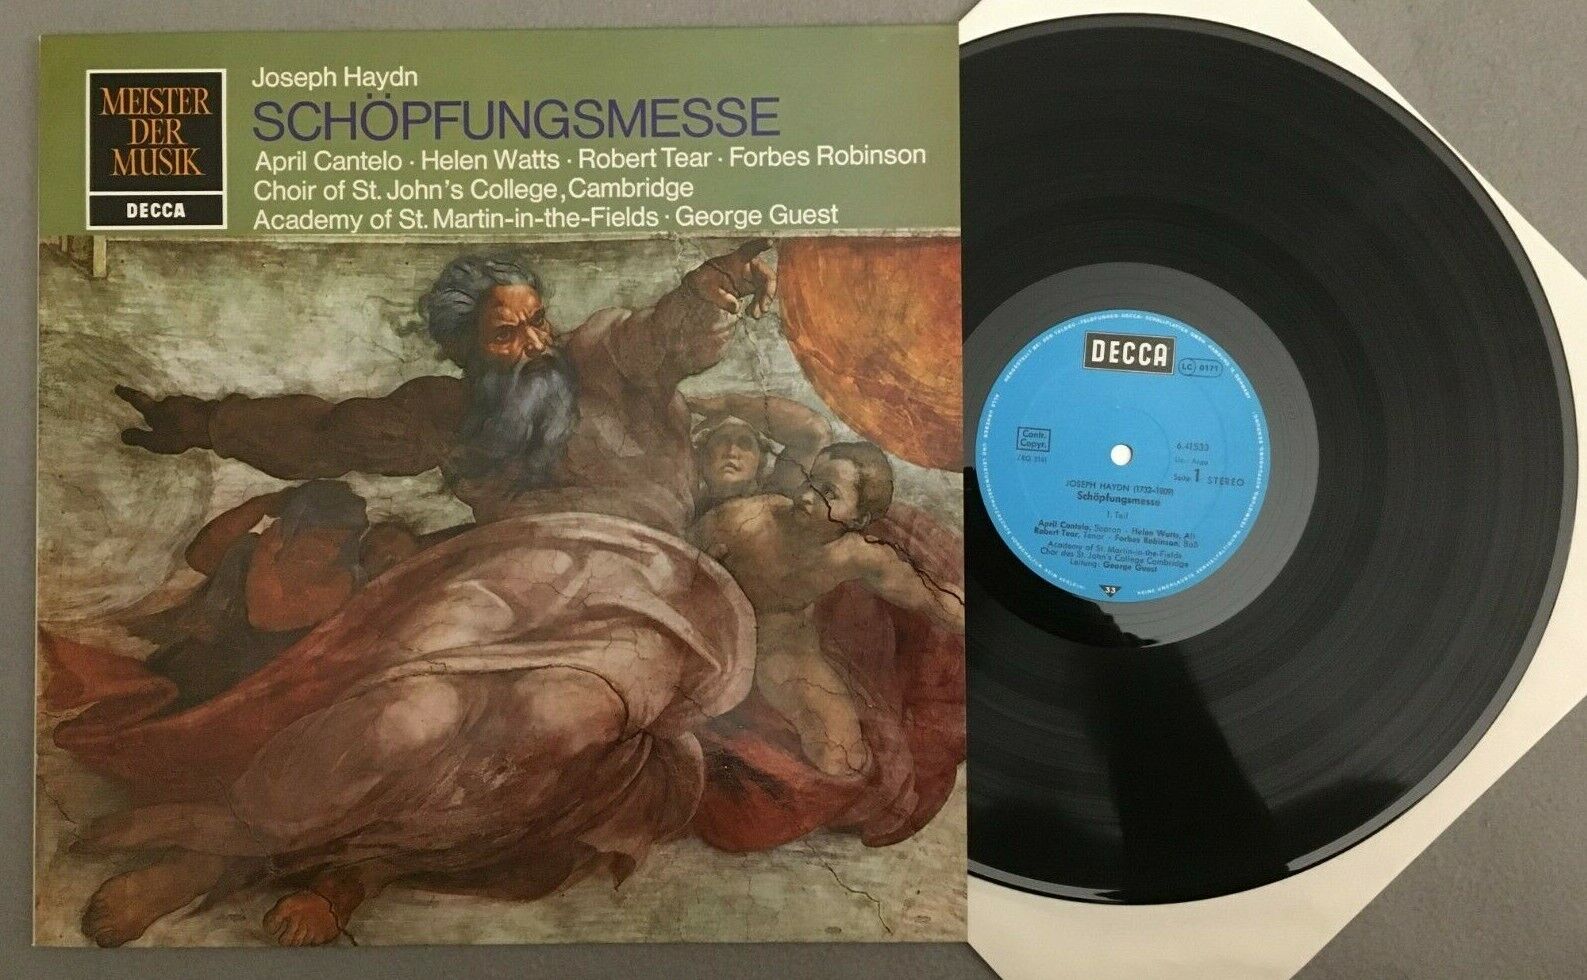 Joseph Haydn
SCHÖPFUNGSMESSE
April Cantelo · Helen Watts · Robert Tear · Forbes Robinson
Choir of St. John's College, Cambridge
Academy of St. Martin-in-the-Fields · George Guest
MEISTER
DER
MUSIK
DECCA
DECCA
LC 0171
Contr.
Copyr.
6.41533
Seite 1 STEREO
JOSEPH HAYDN (1732-1809)
Schöpfungsmesse
1. Teil
April Cantelo, Sopran - Helen Watts, Alt
Robert Tear, Tenor - Forbes Robinson, Baß
Academy of St. Martin-in-the-Fields
Chor des St. John's College Cambridge
Leitung: George Guest
33